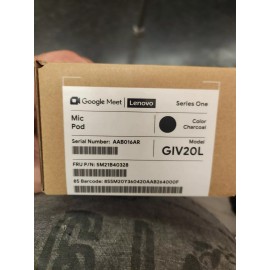 Google Meet Lenovo Series One
Mic Pod
Color Charcoal
Serial Number: AAB016AR
Model GIV20L
FRU P/N: 5M21B40328